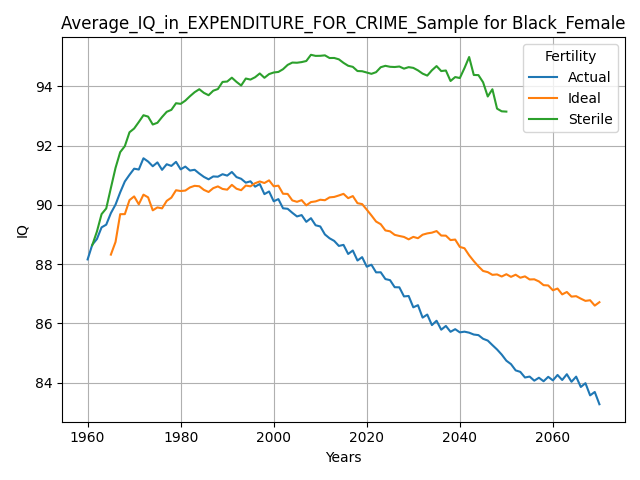 Average_IQ_in_EXPENDITURE_FOR_CRIME_Sample for Black_Female
Fertility
Actual
Ideal
Sterile
IQ
94
92
90
88
86
84
1960
1980
2000
2020
2040
2060
Years